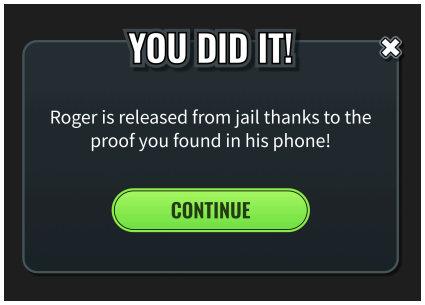 YOU DID IT!
Roger is released from jail thanks to the
proof you found in his phone!
CONTINUE